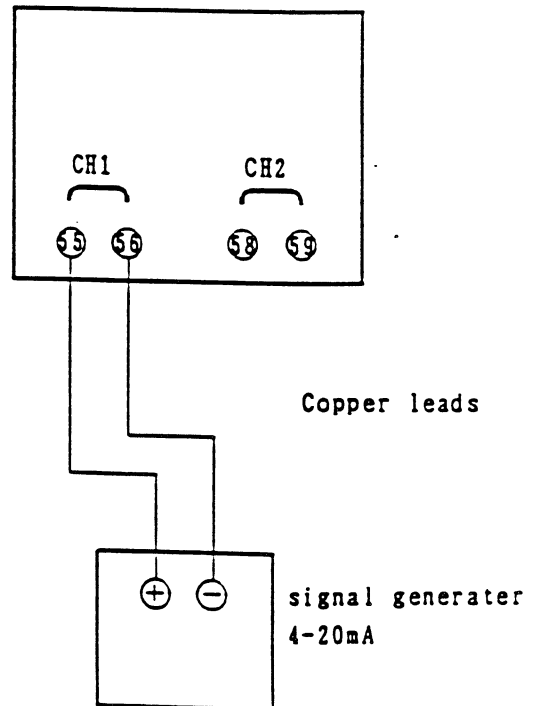 CH1 CH2
55 56 58 59
Copper leads
+ −
signal generater
4-20mA